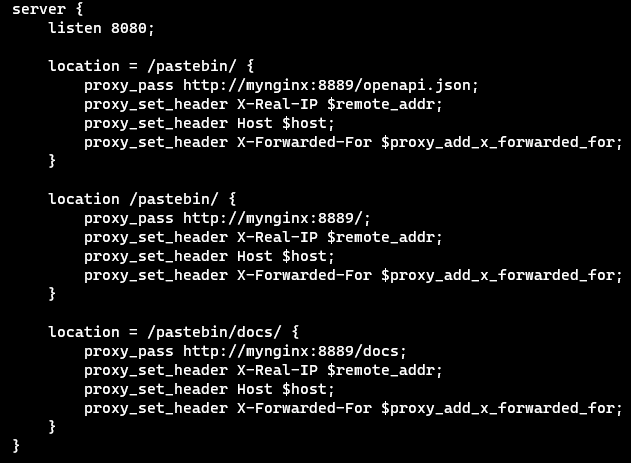 server {
    listen 8080;

    location = /pastebin/ {
        proxy_pass http://mynginx:8889/openapi.json;
        proxy_set_header X-Real-IP $remote_addr;
        proxy_set_header Host $host;
        proxy_set_header X-Forwarded-For $proxy_add_x_forwarded_for;
    }

    location /pastebin/ {
        proxy_pass http://mynginx:8889/;
        proxy_set_header X-Real-IP $remote_addr;
        proxy_set_header Host $host;
        proxy_set_header X-Forwarded-For $proxy_add_x_forwarded_for;
    }

    location = /pastebin/docs/ {
        proxy_pass http://mynginx:8889/docs;
        proxy_set_header X-Real-IP $remote_addr;
        proxy_set_header Host $host;
        proxy_set_header X-Forwarded-For $proxy_add_x_forwarded_for;
    }
}